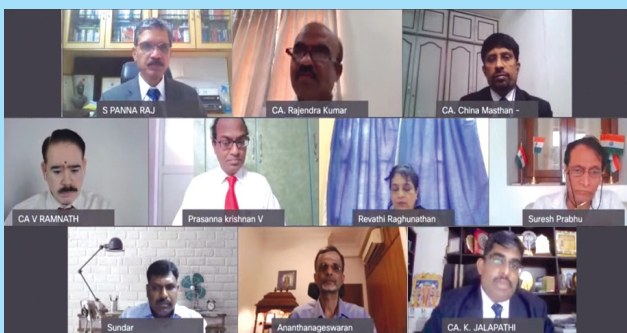 S PANNA RAJ
CA. Rajendra Kumar
CA. China Masthan -
CA V RAMNATH
Prasanna krishnan V
Revathi Raghunathan
Suresh Prabhu
Sundar
Ananthanageswaran
CA. K. JALAPATHI